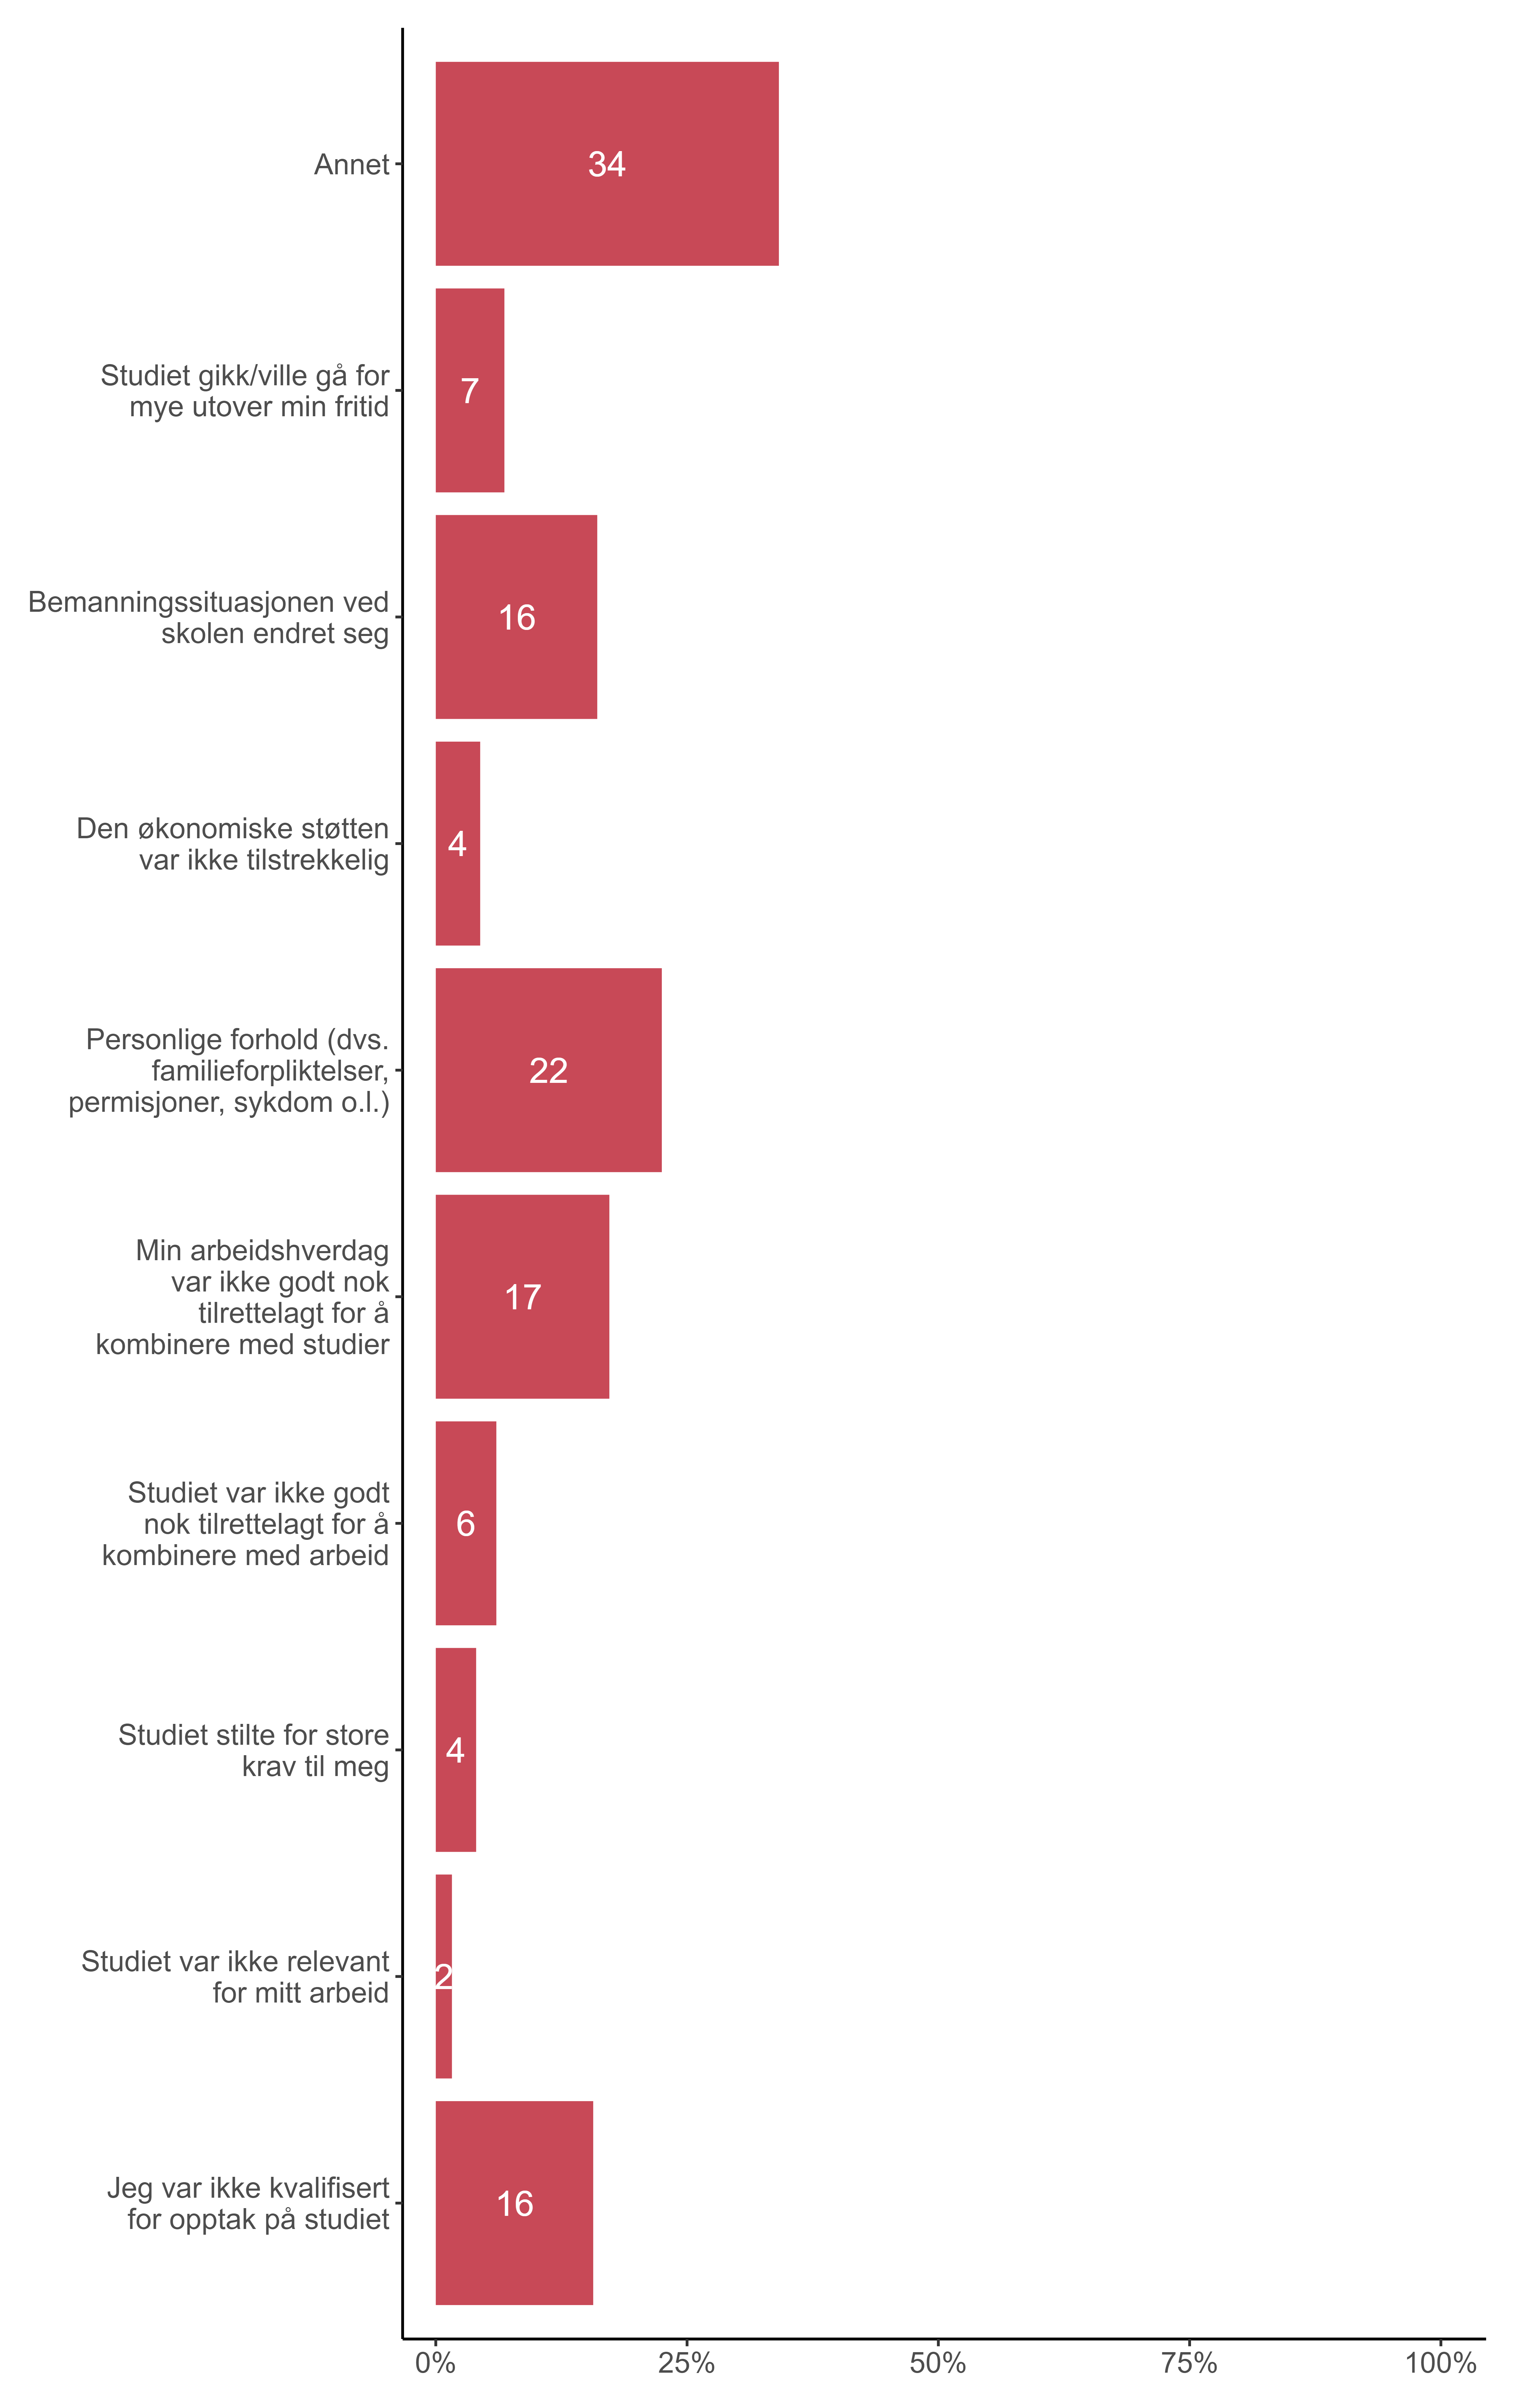 Annet
34
Studiet gikk/ville gå for
mye utover min fritid
7
Bemanningssituasjonen ved
skolen endret seg
16
Den økonomiske støtten
var ikke tilstrekkelig
4
Personlige forhold (dvs.
familieforpliktelser,
permisjoner, sykdom o.l.)
22
Min arbeidshverdag
var ikke godt nok
tilrettelagt for å
kombinere med studier
17
Studiet var ikke godt
nok tilrettelagt for å
kombinere med arbeid
6
Studiet stilte for store
krav til meg
4
Studiet var ikke relevant
for mitt arbeid
2
Jeg var ikke kvalifisert
for opptak på studiet
16
0% 25% 50% 75% 100%